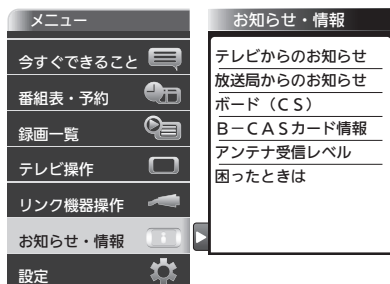 メニュー
今すぐできること
番組表・予約
録画一覧
テレビ操作
リンク機器操作
お知らせ・情報
設定
お知らせ・情報
テレビからのお知らせ
放送局からのお知らせ
ボード（ＣＳ）
Ｂ－ＣＡＳカード情報
アンテナ受信レベル
困ったときは